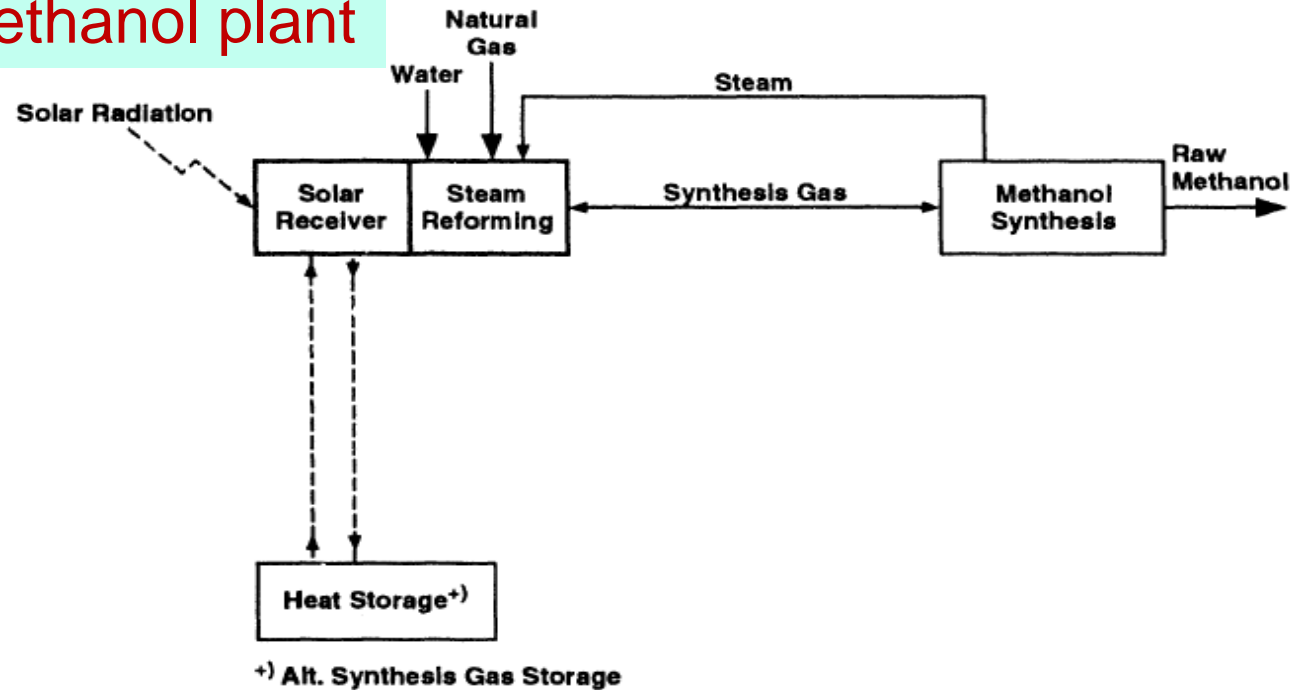 ethanol plant
Natural
Gas
Water
Steam
Solar Radiation
Raw
Methanol
Solar
Receiver
Steam
Reforming
Synthesis Gas
Methanol
Synthesis
Heat Storage+)
+) Alt. Synthesis Gas Storage